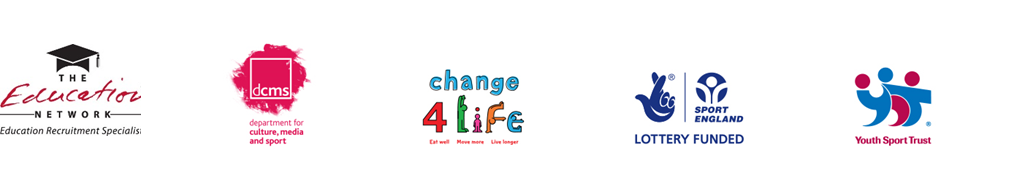 THE
Education
NETWORK
Education Recruitment Specialis
dcms
department for
culture, media
and sport
change
4 Life
Eat well Move more Live longer
SPORT
ENGLAND
LOTTERY FUNDED
Youth Sport Trust